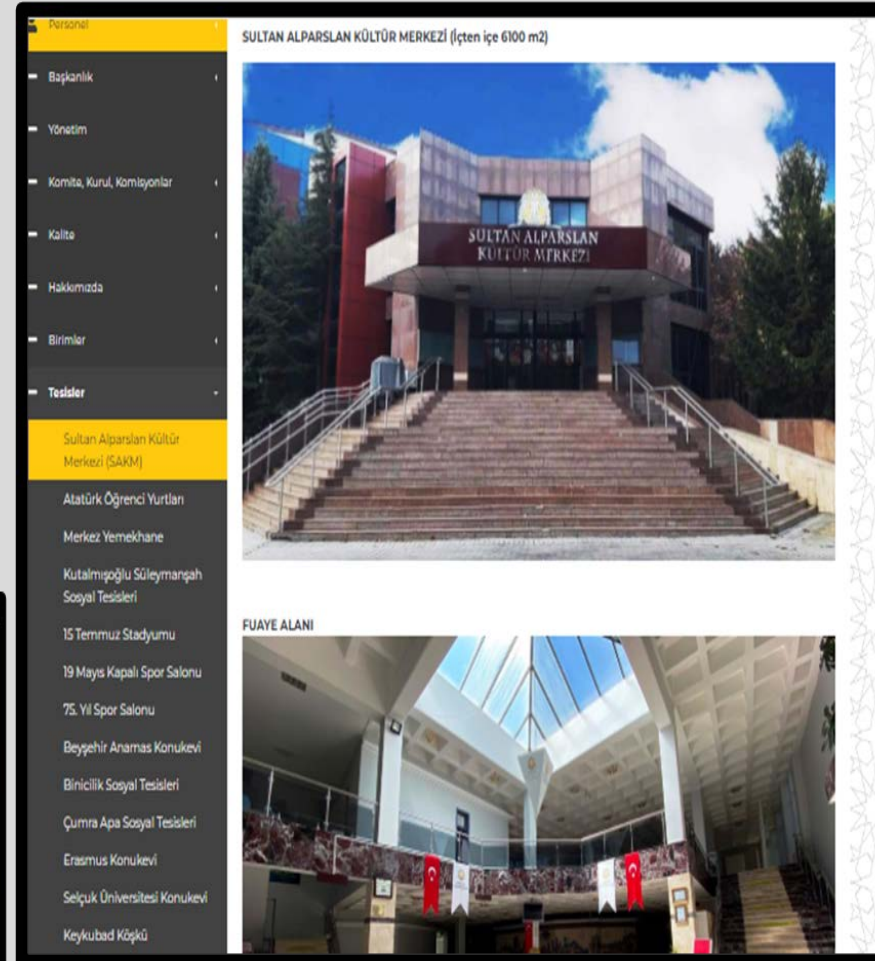 Personel
Başkanlık
Yönetim
Komite, Kurul, Komisyonlar
Kalite
Hakkımızda
Birimler
Tesisler
Sultan Alparslan Kültür
Merkezi (SAKM)
Atatürk Öğrenci Yurtları
Merkez Yemekhane
Kutalmışoğlu Süleymanşah
Sosyal Tesisleri
15 Temmuz Stadyumu
19 Mayıs Kapalı Spor Salonu
75. Yıl Spor Salonu
Beyşehir Anamas Konukevi
Binicilik Sosyal Tesisleri
Çumra Apa Sosyal Tesisleri
Erasmus Konukevi
Selçuk Üniversitesi Konukevi
Keykubad Köşkü
SULTAN ALPARSLAN KÜLTÜR MERKEZİ (İçten içe 6100 m2)
SULTAN ALPARSLAN
KÜLTÜR MERKEZİ
FUAYE ALANI